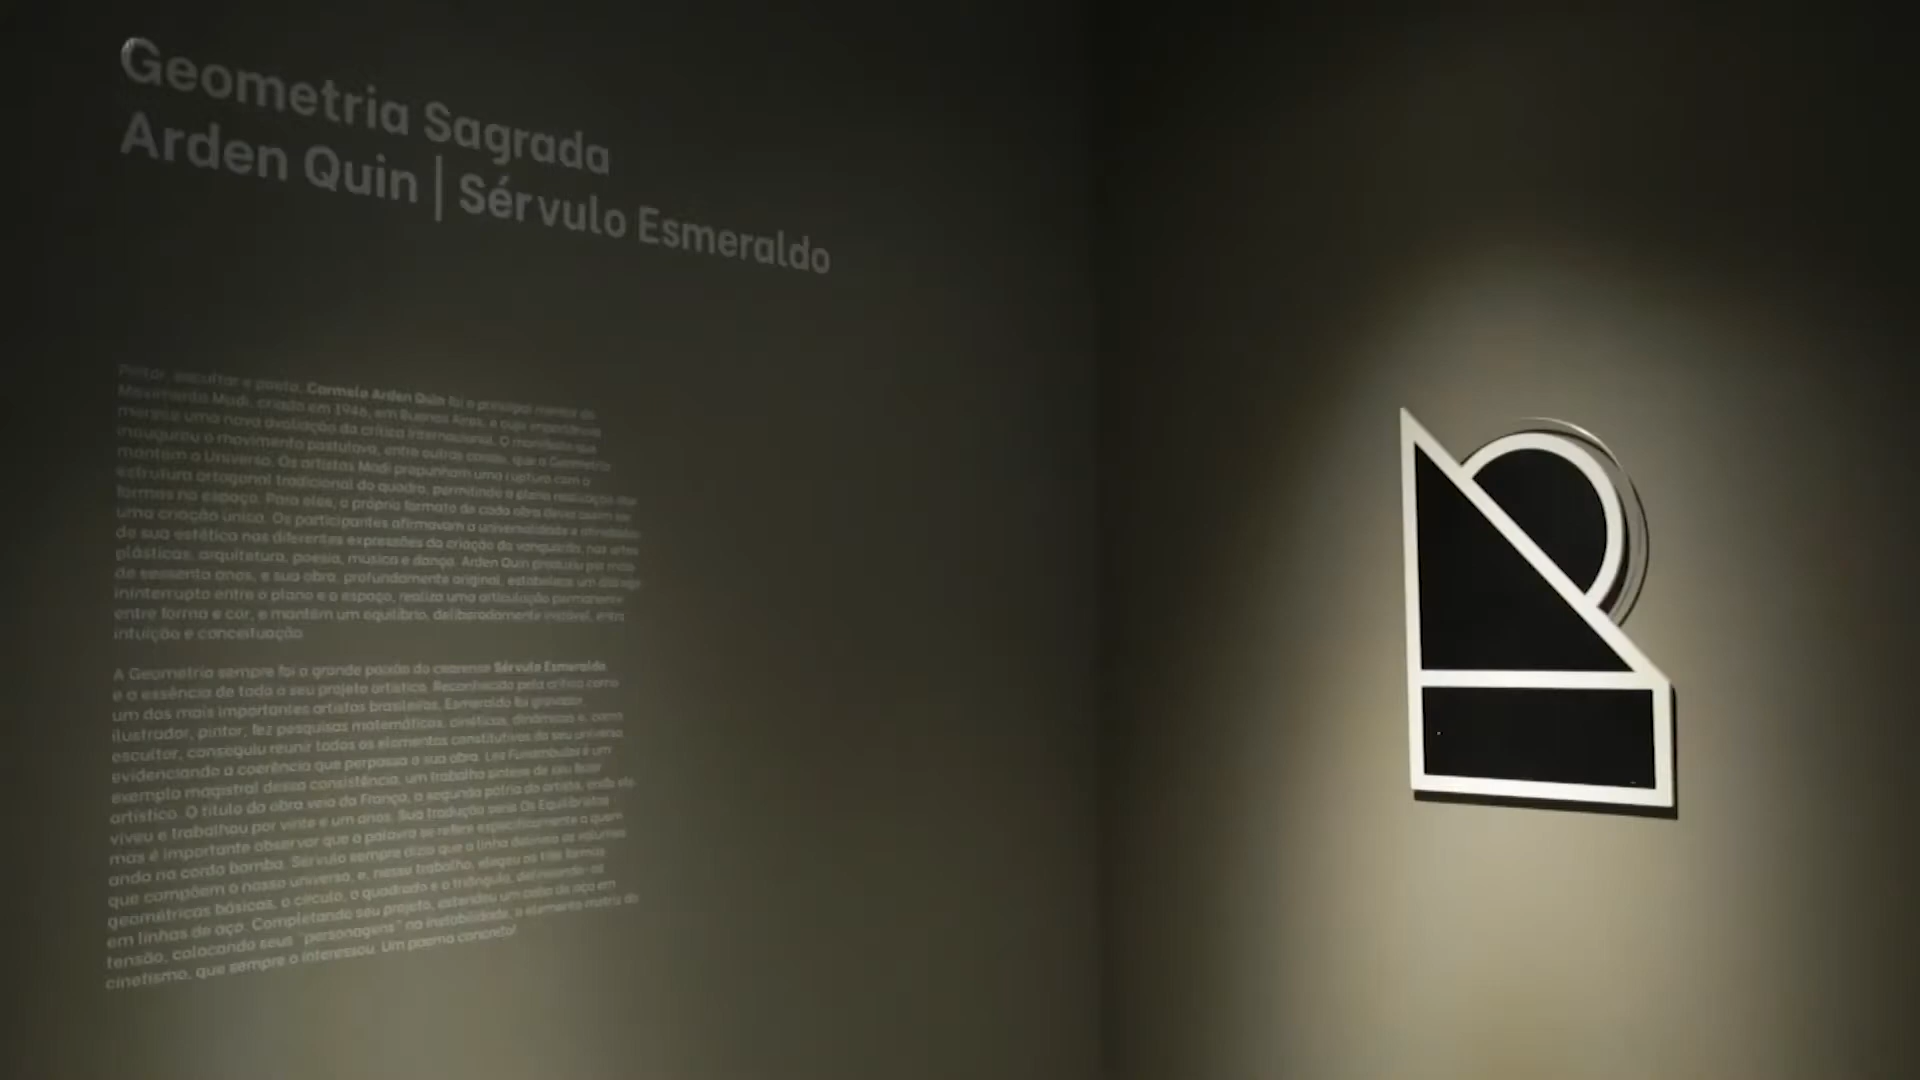 Geometria Sagrada
Arden Quin | Sérvulo Esmeraldo
Pintor, escultor e poeta, Carmelo Arden Quin foi o principal mentor do
Movimento Madí, criado em 1946, em Buenos Aires, e cuja importância
merece uma nova avaliação da crítica internacional. O manifesto que
inaugurou o movimento postulava, entre outras coisas, que a Geometria
mantém o Universo. Os artistas Madí propunham uma ruptura com a
estrutura ortogonal tradicional do quadro, permitindo a plena realização das
formas no espaço. Para eles, o próprio formato de cada obra deveria ser
uma criação única. Os participantes afirmavam a universalidade e
de sua estética nas diferentes expressões da criação da vanguarda, nas artes
plásticas, arquitetura, poesia, música e dança. Arden Quin produziu por mais
de sessenta anos, e sua obra, profundamente original, estabelece um diálogo
ininterrupto entre o plano e o espaço, realiza uma articulação permanente
entre forma e cor, e mantém um equilíbrio, deliberadamente instável, entre
intuição e conceituação.
A Geometria sempre foi a grande paixão do cearense Sérvulo Esmeraldo
e a essência de todo o seu projeto artístico. Reconhecido pela crítica como
um dos mais importantes artistas brasileiros, Esmeraldo foi gravador,
ilustrador, pintor, fez pesquisas matemáticas, cinéticas, dinâmicas e, como
escultor, conseguiu reunir todos os elementos constitutivos do seu universo
evidenciando a coerência que perpassa a sua obra. Les Funambules é um
exemplo magistral dessa consistência, um trabalho síntese de seu fazer
artístico. O título da obra veio da França, a segunda pátria do artista, onde ele
viveu e trabalhou por vinte e um anos. Sua tradução seria Os Equilibristas
mas é importante observar que a palavra se refere especificamente a quem
anda na corda bamba. Sérvulo sempre dizia que a linha delineia os volumes
que compõem o nosso universo, e, nesse trabalho, elegeu as três formas
geométricas básicas, o círculo, o quadrado e o triângulo, delineando-as
em linhas de aço. Completando seu projeto, estendeu um cabo de aço em
tensão, colocando seus "personagens" na instabilidade, o elemento matriz do
cinetismo, que sempre o interessou. Um poema concreto!